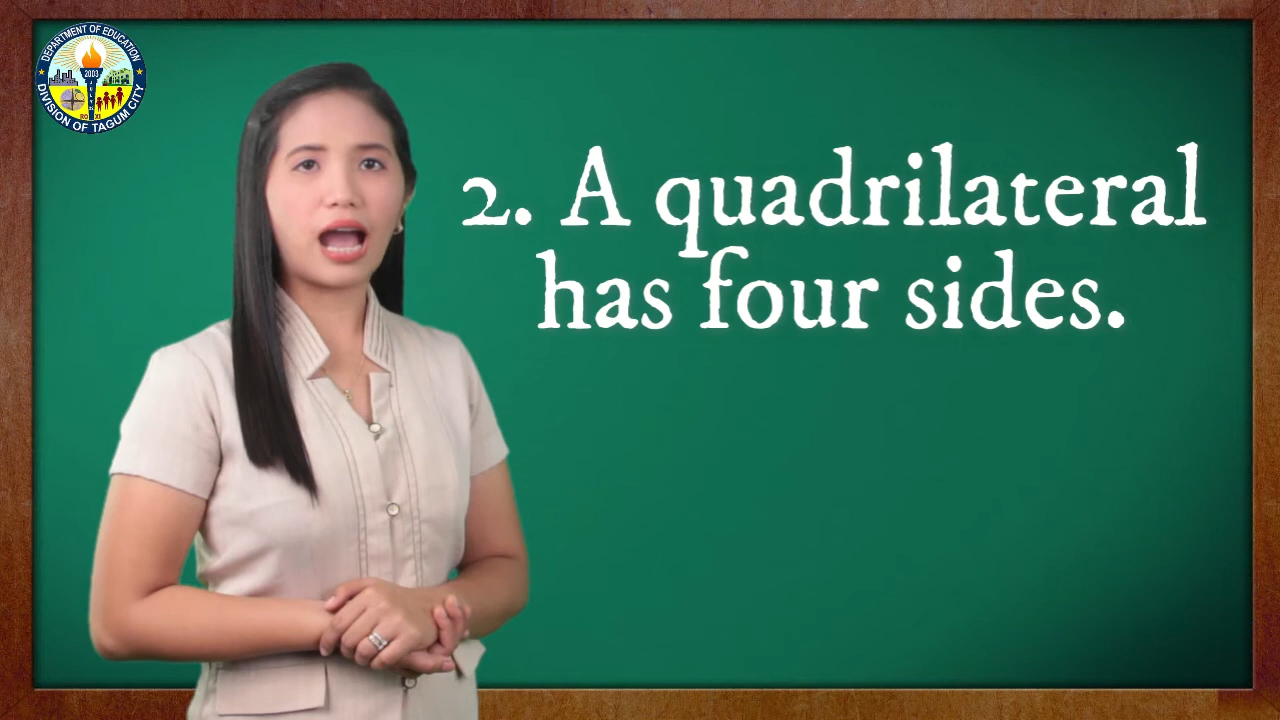 DEPARTMENT OF EDUCATION
2003
DIVISION OF TAGUM CITY
2. A quadrilateral
has four sides.